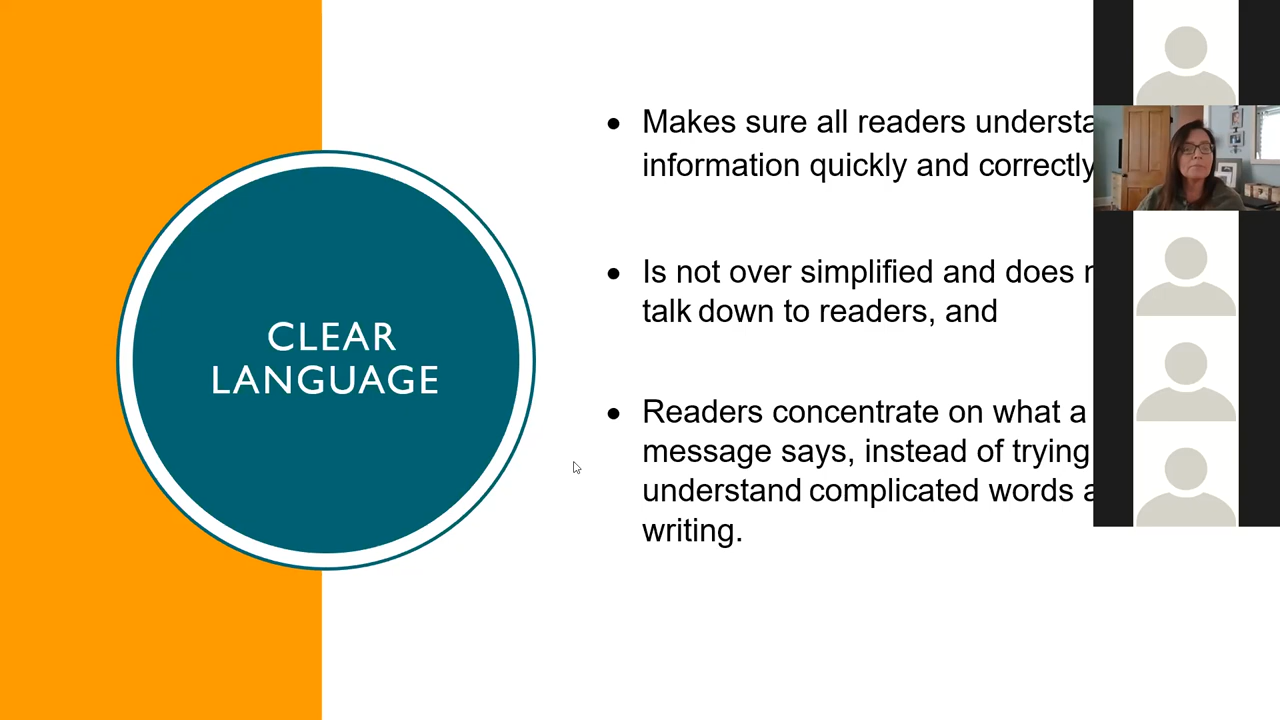 CLEAR
LANGUAGE
Makes sure all readers
information quickly and correctly
Is not over simplified and does
talk down to readers, and
Readers concentrate on what a
message says, instead of trying
understand complicated words
writing.